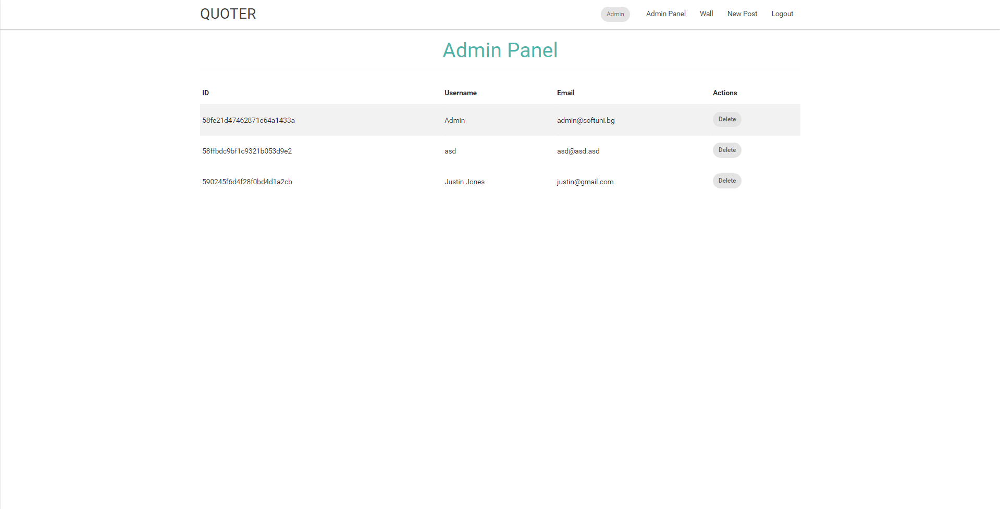 QUOTER Admin Admin Panel Wall New Post Logout
Admin Panel
ID Username Email Actions
58fe21d47462871e64a1433a Admin admin@softuni.bg Delete
58ffbdc9bf1c9321b053d9e2 asd asd@asd.asd Delete
590245f6d4f28f0bd4d1a2cb Justin Jones justin@gmail.com Delete